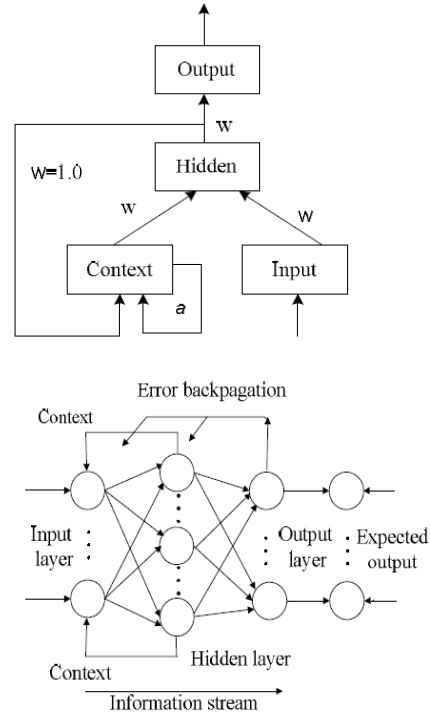 Output
w
Hidden
W=1.0
w
w
Context
Input
a
Error backpagation
Context
Input
layer
Output
layer
Expected
output
Context
Hidden layer
Information stream